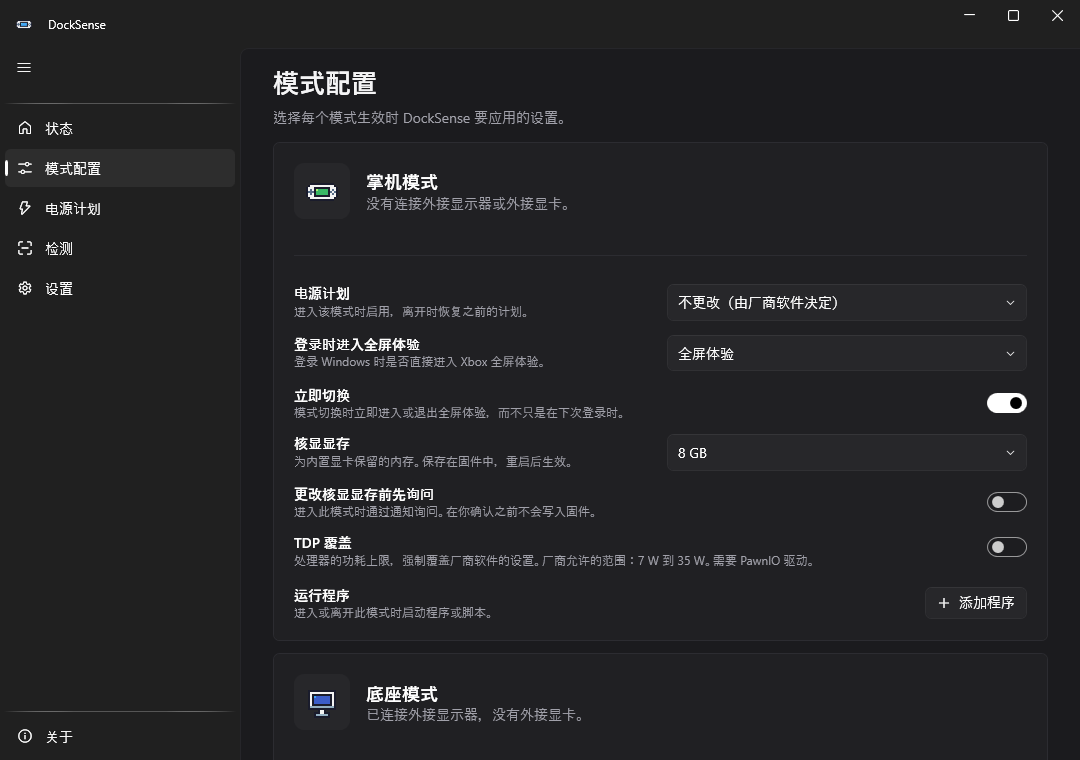 DockSense
状态
模式配置
电源计划
检测
设置
关于
模式配置
选择每个模式生效时 DockSense 要应用的设置。
掌机模式
没有连接外接显示器或外接显卡。
电源计划
进入该模式时启用，离开时恢复之前的计划。
不更改（由厂商软件决定）
登录时进入全屏体验
登录 Windows 时是否直接进入 Xbox 全屏体验。
全屏体验
立即切换
模式切换时立即进入或退出全屏体验，而不只是在下次登录时。
核显显存
为内置显卡保留的内存。保存在固件中，重启后生效。
8 GB
更改核显显存前先询问
进入此模式时通过通知询问。在你确认之前不会写入固件。
TDP 覆盖
处理器的功耗上限，强制覆盖厂商软件的设置。厂商允许的范围：7 W 到 35 W。需要 PawnIO 驱动。
运行程序
进入或离开此模式时启动程序或脚本。
添加程序
底座模式
已连接外接显示器，没有外接显卡。